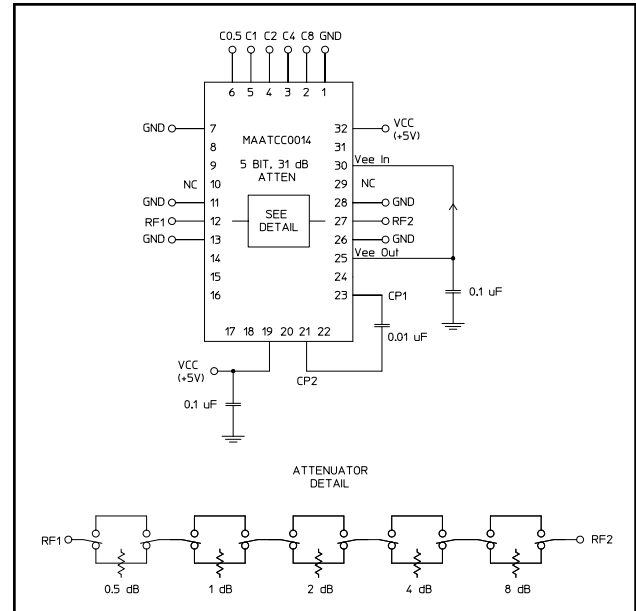 C0.5 C1 C2 C4 C8 GND
6 5 4 3 2 1
GND 7 32 VCC
(+5V)
MAATCC0014
8 31
9 5 BIT, 31 dB 30 Vee In
ATTEN
NC 10 29 NC
GND 11 28 GND
RF1 12 SEE 27 RF2
DETAIL
GND 13 26 GND
14 25 Vee Out
15 24
16 23 CP1
0.1 uF
17 18 19 20 21 22
0.01 uF
VCC
(+5V)
CP2
0.1 uF
ATTENUATOR
DETAIL
RF1 RF2
0.5 dB 1 dB 2 dB 4 dB 8 dB